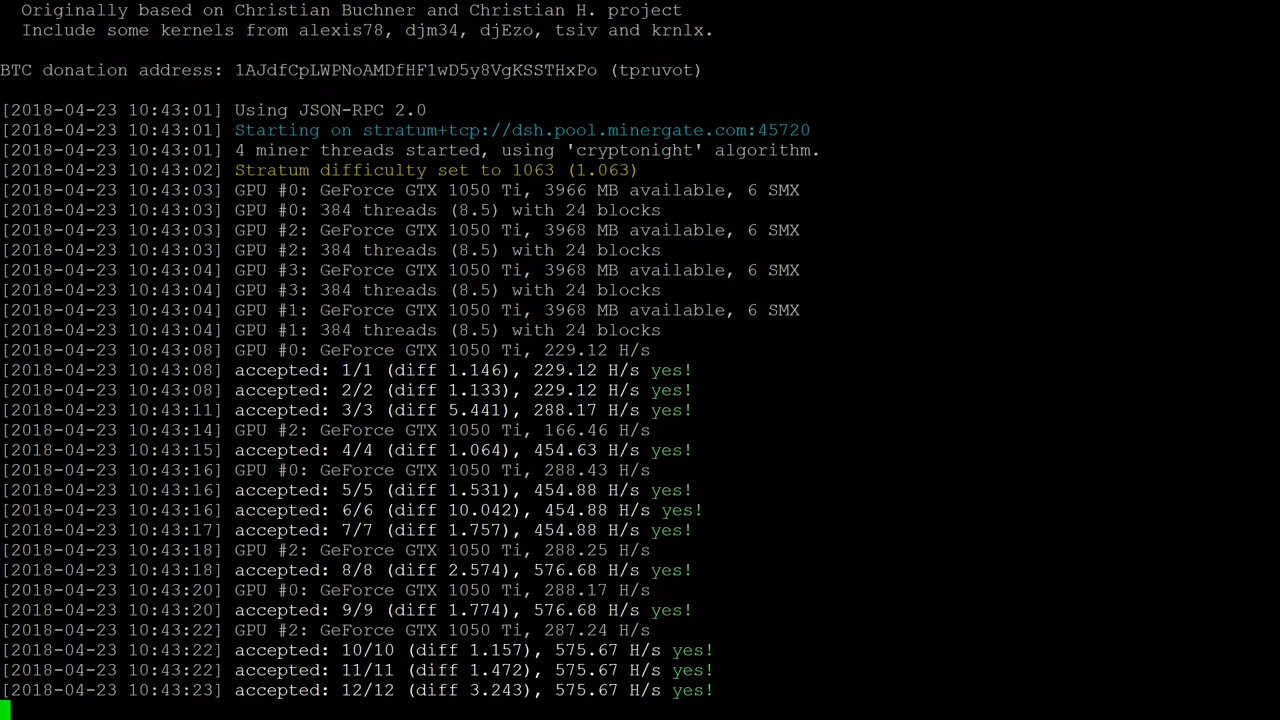 Originally based on Christian Buchner and Christian H. project
Include some kernels from alexis78, djm34, djEzo, tsiv and krnlx.
BTC donation address: 1AJdfCpLWPNoAMDfHF1wD5y8VgKSSTHxPo (tpruvot)
[2018-04-23 10:43:01] Using JSON-RPC 2.0
[2018-04-23 10:43:01] Starting on stratum+tcp://dsh.pool.minergate.com:45720
[2018-04-23 10:43:01] 4 miner threads started, using 'cryptonight' algorithm.
[2018-04-23 10:43:02] Stratum difficulty set to 1063 (1.063)
[2018-04-23 10:43:03] GPU #0: GeForce GTX 1050 Ti, 3966 MB available, 6 SMX
[2018-04-23 10:43:03] GPU #0: 384 threads (8.5) with 24 blocks
[2018-04-23 10:43:03] GPU #2: GeForce GTX 1050 Ti, 3968 MB available, 6 SMX
[2018-04-23 10:43:03] GPU #2: 384 threads (8.5) with 24 blocks
[2018-04-23 10:43:04] GPU #3: GeForce GTX 1050 Ti, 3968 MB available, 6 SMX
[2018-04-23 10:43:04] GPU #3: 384 threads (8.5) with 24 blocks
[2018-04-23 10:43:04] GPU #1: GeForce GTX 1050 Ti, 3968 MB available, 6 SMX
[2018-04-23 10:43:04] GPU #1: 384 threads (8.5) with 24 blocks
[2018-04-23 10:43:08] GPU #0: GeForce GTX 1050 Ti, 229.12 H/s
[2018-04-23 10:43:08] accepted: 1/1 (diff 1.146), 229.12 H/s yes!
[2018-04-23 10:43:08] accepted: 2/2 (diff 1.133), 229.12 H/s yes!
[2018-04-23 10:43:11] accepted: 3/3 (diff 5.441), 288.17 H/s yes!
[2018-04-23 10:43:14] GPU #2: GeForce GTX 1050 Ti, 166.46 H/s
[2018-04-23 10:43:15] accepted: 4/4 (diff 1.064), 454.63 H/s yes!
[2018-04-23 10:43:16] GPU #0: GeForce GTX 1050 Ti, 288.43 H/s
[2018-04-23 10:43:16] accepted: 5/5 (diff 1.531), 454.88 H/s yes!
[2018-04-23 10:43:16] accepted: 6/6 (diff 10.042), 454.88 H/s yes!
[2018-04-23 10:43:17] accepted: 7/7 (diff 1.757), 454.88 H/s yes!
[2018-04-23 10:43:18] GPU #2: GeForce GTX 1050 Ti, 288.25 H/s
[2018-04-23 10:43:18] accepted: 8/8 (diff 2.574), 576.68 H/s yes!
[2018-04-23 10:43:20] GPU #0: GeForce GTX 1050 Ti, 288.17 H/s
[2018-04-23 10:43:20] accepted: 9/9 (diff 1.774), 576.68 H/s yes!
[2018-04-23 10:43:22] GPU #2: GeForce GTX 1050 Ti, 287.24 H/s
[2018-04-23 10:43:22] accepted: 10/10 (diff 1.157), 575.67 H/s yes!
[2018-04-23 10:43:22] accepted: 11/11 (diff 1.472), 575.67 H/s yes!
[2018-04-23 10:43:23] accepted: 12/12 (diff 3.243), 575.67 H/s yes!